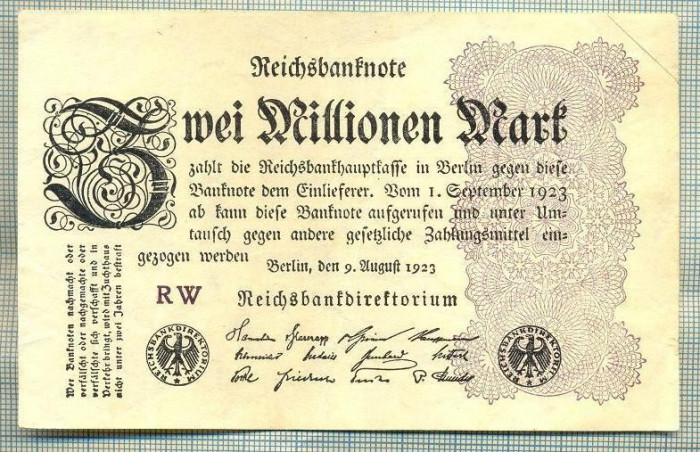 Reichsbanknote
Zwei Millionen Mark
zahlt die Reichsbankhauptkasse in Berlin gegen diese
Banknote dem Einlieferer. Vom 1. September 1923
ab kann diese Banknote aufgerufen und unter Um-
tausch gegen andere gesetzliche Zahlungsmittel ein-
gezogen werden
Berlin, den 9. August 1923
RW
Reichsbankdirektorium
REICHSBANKDIREKTORIUM
REICHSBANKDIREKTORIUM
Wer Banknoten nachmacht oder
verfälscht oder nachgemachte oder
verfälschte sich verschafft und in
Verkehr bringt, wird mit Zuchthaus
nicht unter zwei Jahren bestraft